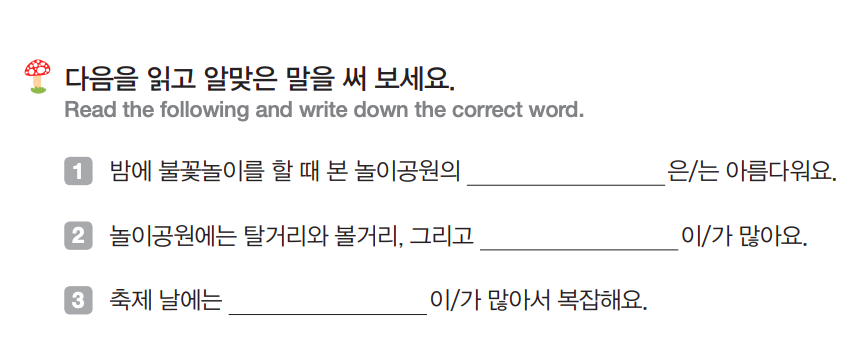 다음을 읽고 알맞은 말을 써 보세요.
Read the following and write down the correct word.
1 밤에 불꽃놀이를 할 때 본 놀이공원의 ____________ 은/는 아름다워요.
2 놀이공원에는 탈거리와 볼거리, 그리고 ____________ 이/가 많아요.
3 축제 날에는 ____________ 이/가 많아서 복잡해요.